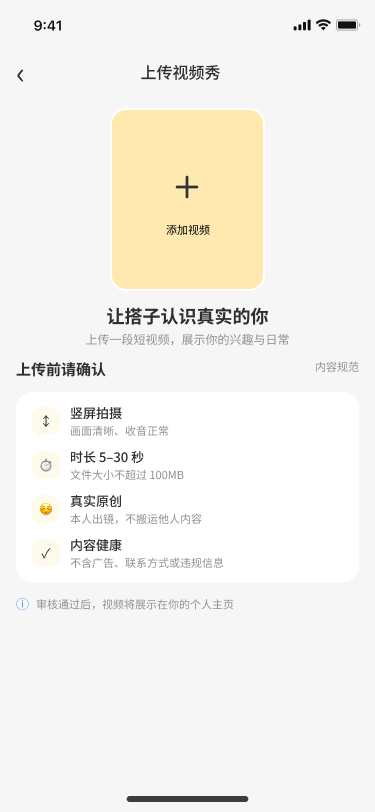 9:41
上传视频秀
添加视频
让搭子认识真实的你
上传一段短视频，展示你的兴趣与日常
上传前请确认
内容规范
竖屏拍摄
画面清晰、收音正常
时长 5–30 秒
文件大小不超过 100MB
真实原创
本人出镜，不搬运他人内容
内容健康
不含广告、联系方式或违规信息
审核通过后，视频将展示在你的个人主页